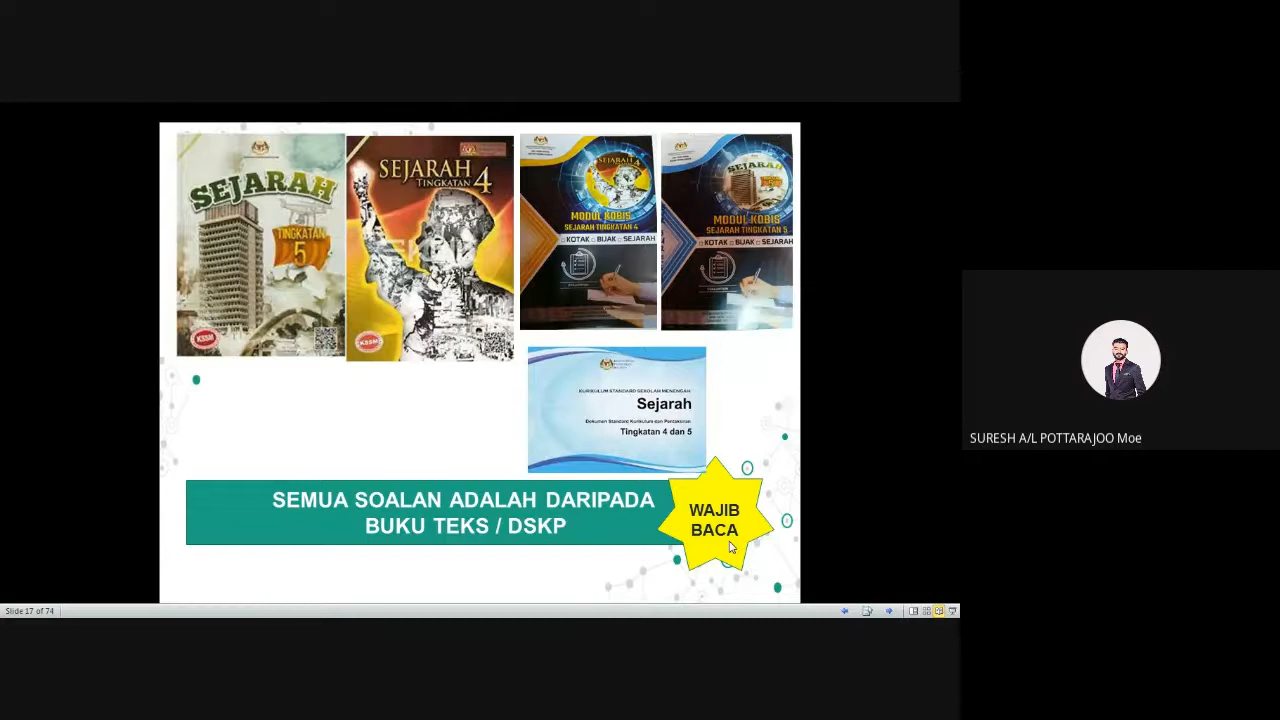 SEJARAH
TINGKATAN
5
KSSM
SEJARAH
TINGKATAN 4
KSSM
SEJARAH 4
MODUL KOBIS
SEJARAH TINGKATAN 4
KOTAK BIJAK SEJARAH
SEJARAH
MODUL KOBIS
SEJARAH TINGKATAN 5
KOTAK BIJAK SEJARAH
KURIKULUM STANDARD SEKOLAH MENENGAH
Sejarah
Dokumen Standard Kurikulum dan Pentaksiran
Tingkatan 4 dan 5
SEMUA SOALAN ADALAH DARIPADA
BUKU TEKS / DSKP
WAJIB
BACA
SURESH A/L POTTARAJOO Moe
Slide 17 of 74